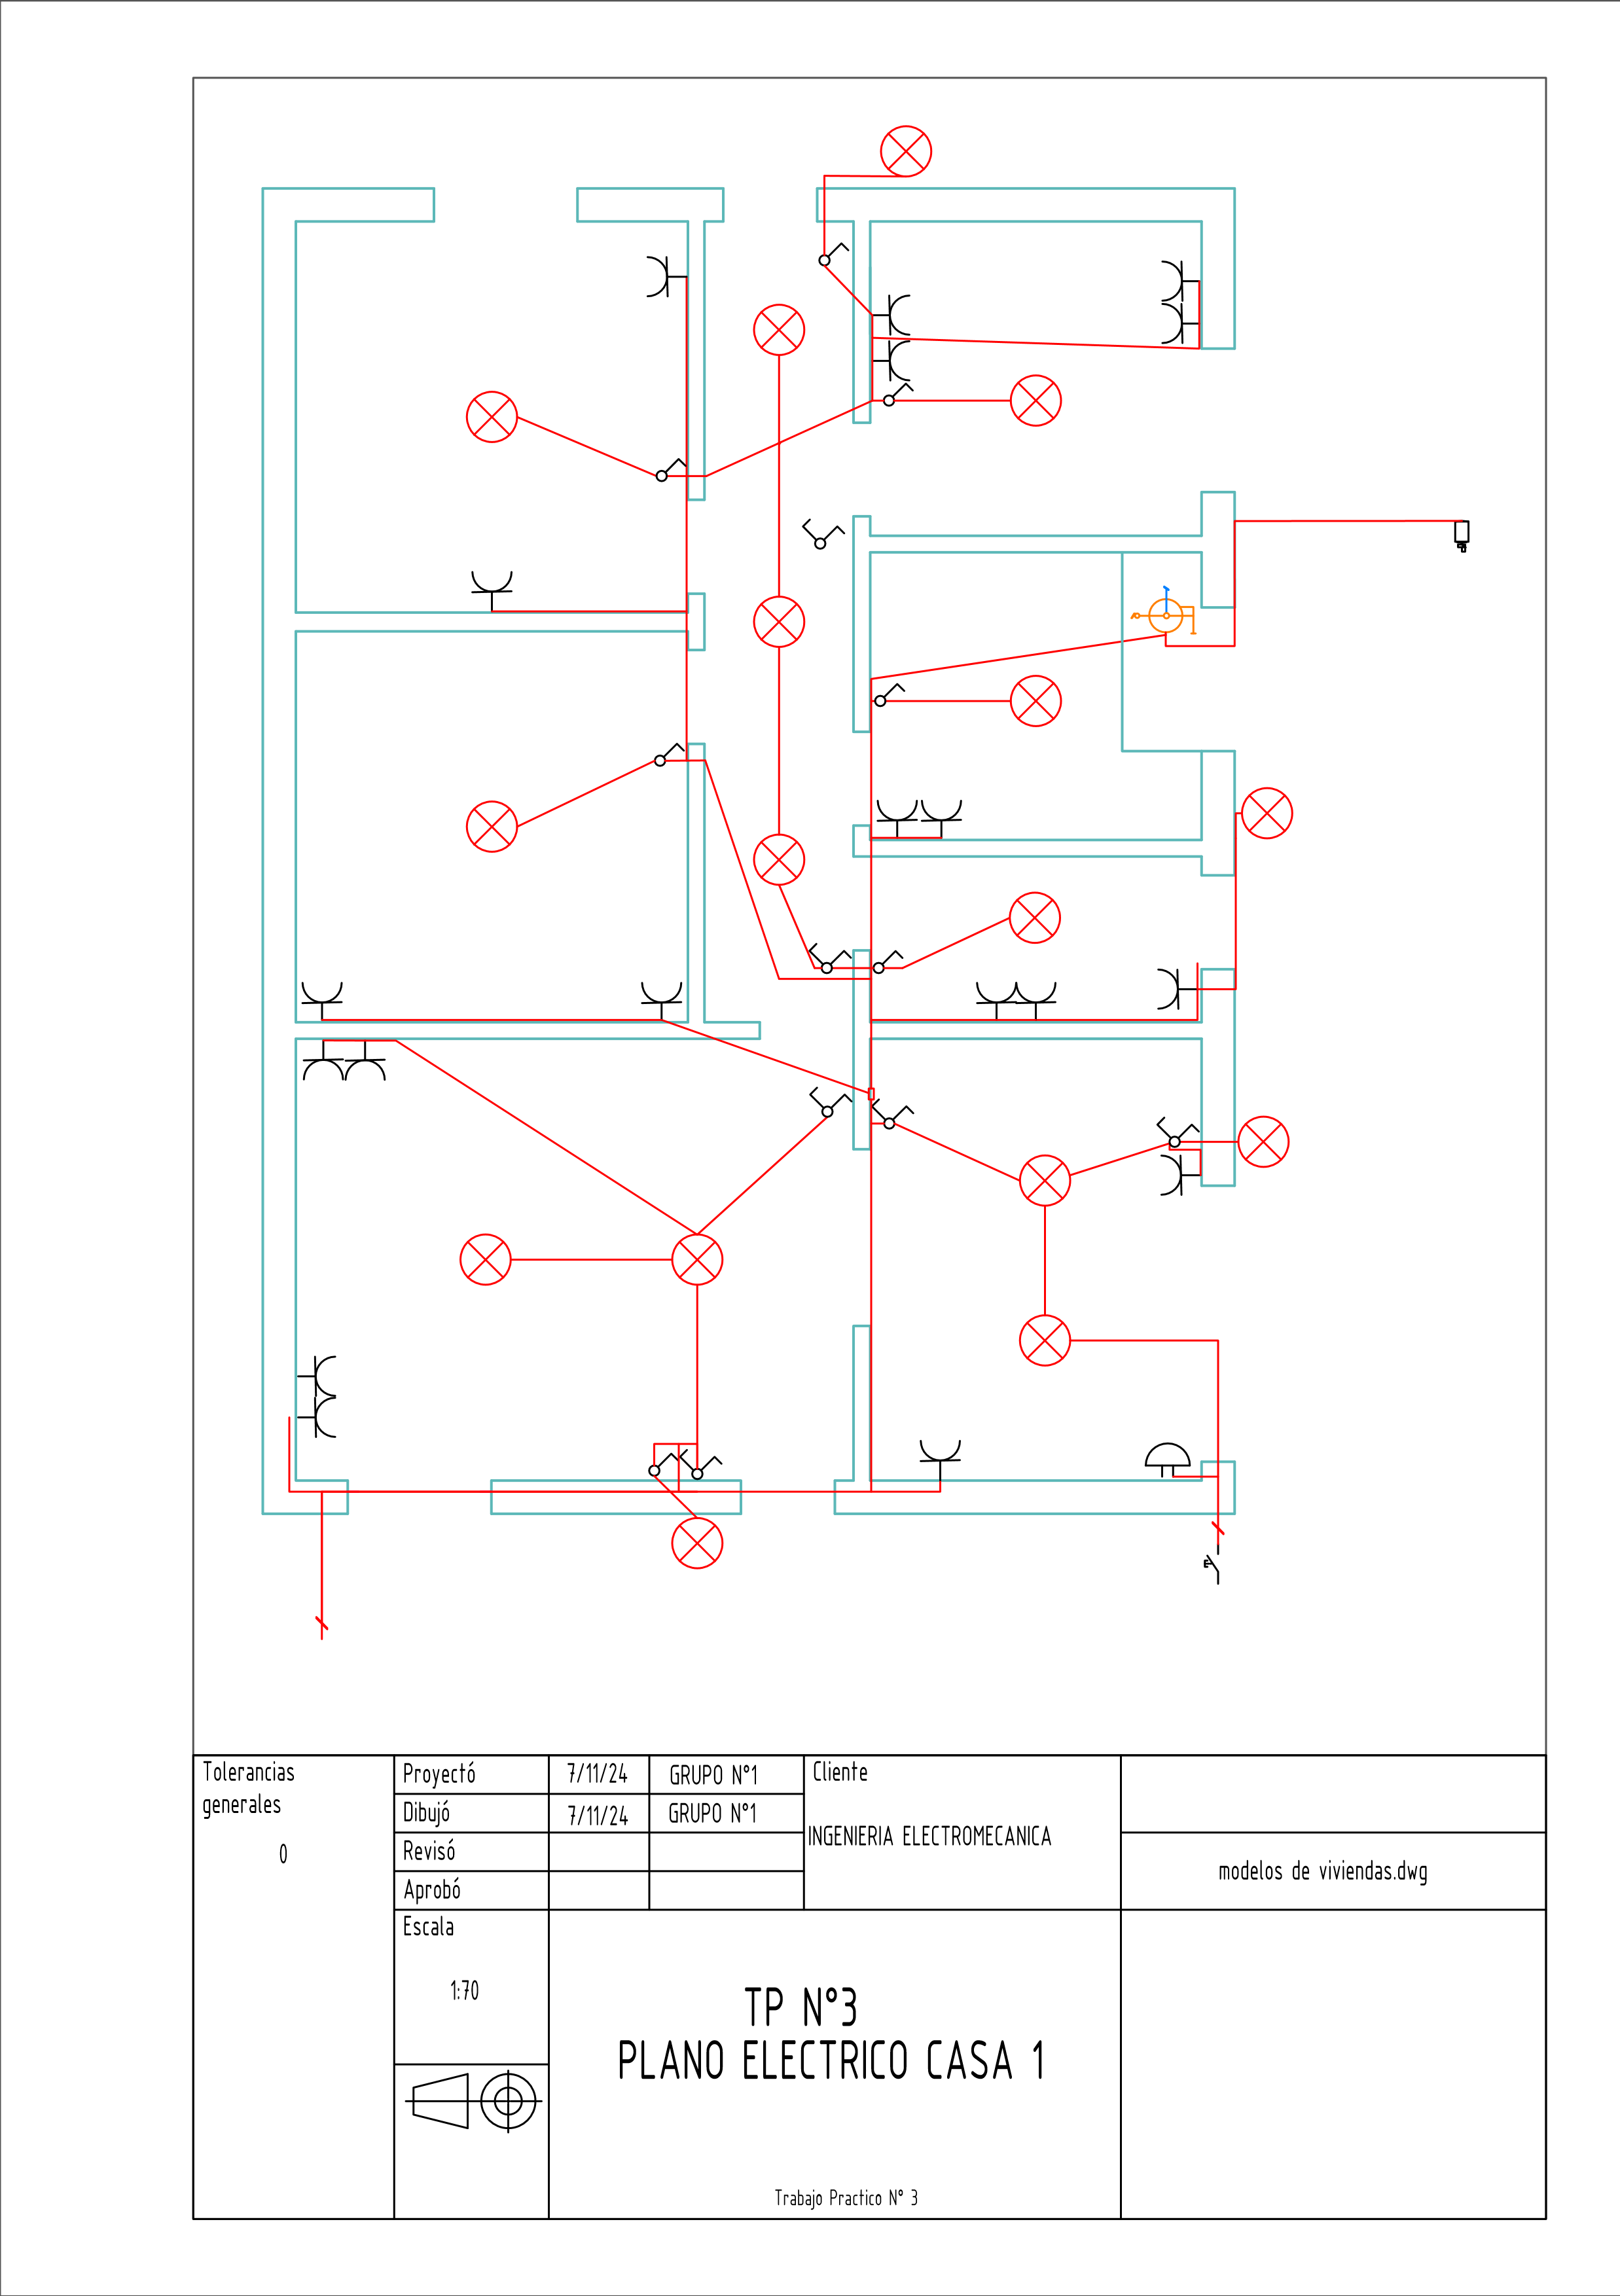 Tolerancias
generales
0
Proyectó 7/11/24 GRUPO N°1
Dibujó 7/11/24 GRUPO N°1
Revisó
Aprobó
Escala
1:70
Cliente
INGENIERIA ELECTROMECANICA
modelos de viviendas.dwg
TP N°3
PLANO ELECTRICO CASA 1
Trabajo Practico N° 3